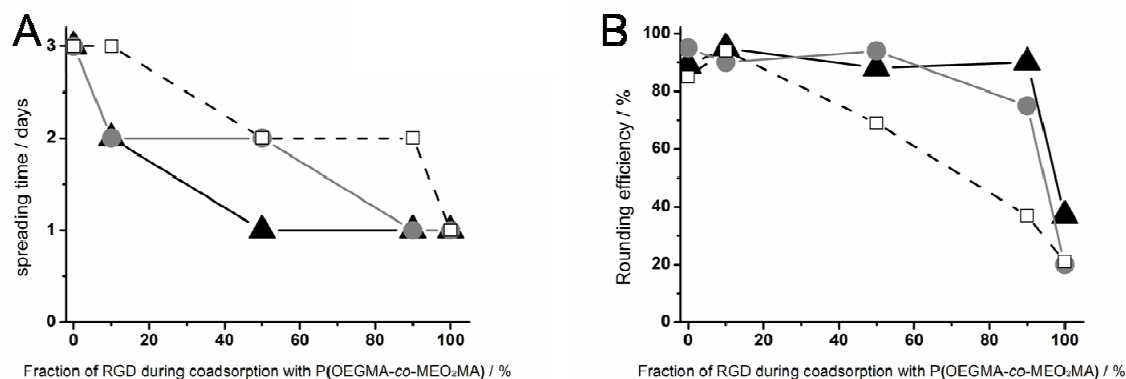 A
spreading time / days
3
2
1
0
0 20 40 60 80 100
Fraction of RGD during coadsorption with P(OEGMA-co-MEO₂MA) / %
B
Rounding efficiency / %
100
80
60
40
20
0
0 20 40 60 80 100
Fraction of RGD during coadsorption with P(OEGMA-co-MEO₂MA) / %